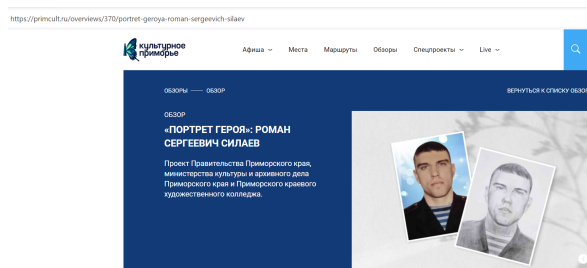 https://primcult.ru/overviews/370/portret-geroya-roman-sergeevich-silaev
культурное
приморье
Афиша
Места
Маршруты
Обзоры
Спецпроекты
Live
ОБЗОРЫ — ОБЗОР
ВЕРНУТЬСЯ К СПИСКУ ОБЗО
ОБЗОР
«ПОРТРЕТ ГЕРОЯ»: РОМАН
СЕРГЕЕВИЧ СИЛАЕВ
Проект Правительства Приморского края,
министерства культуры и архивного дела
Приморского края и Приморского краевого
художественного колледжа.